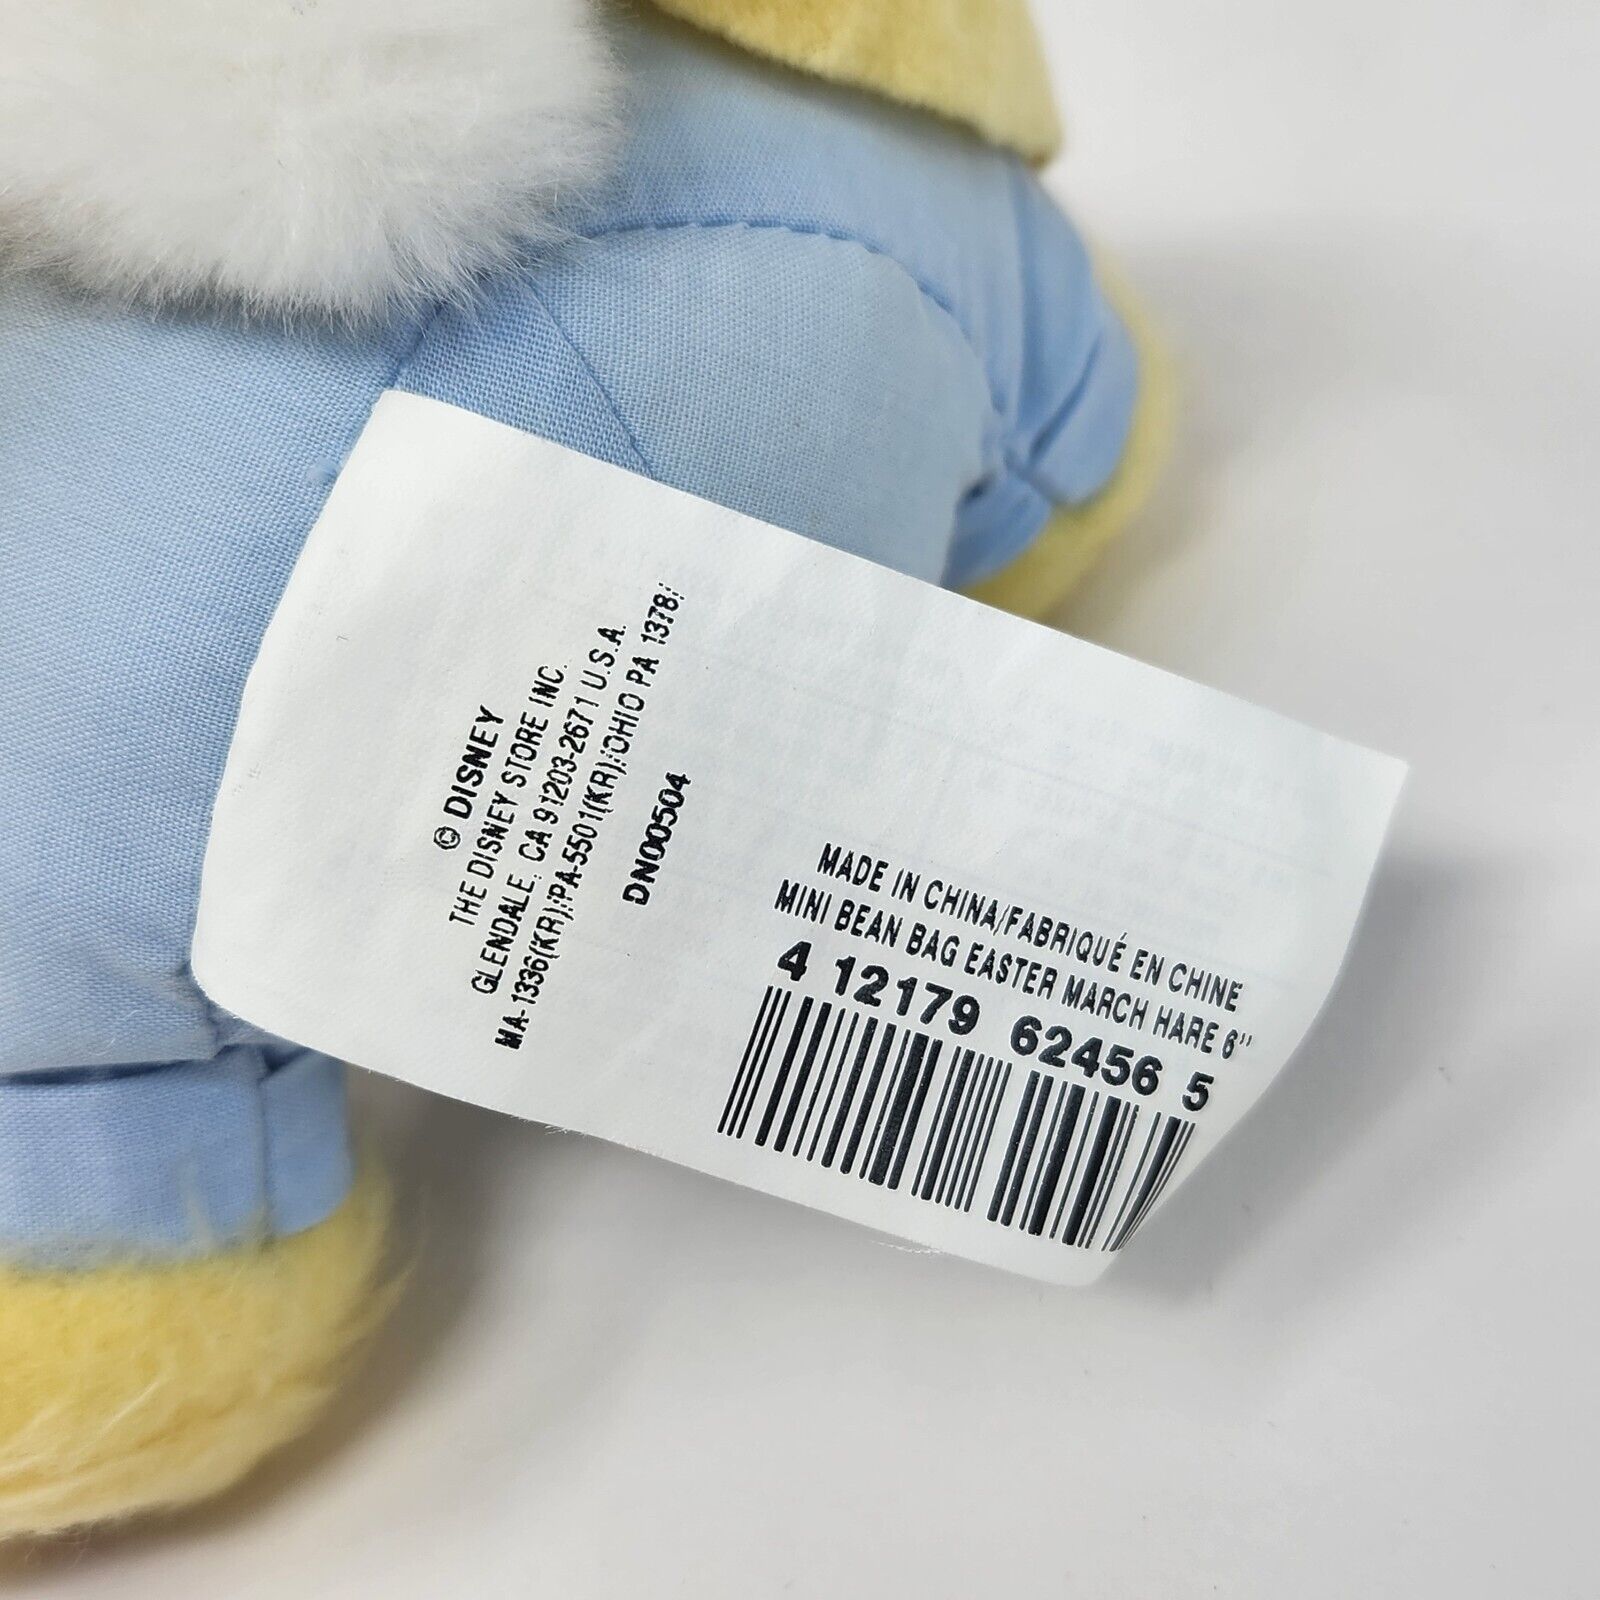 © DISNEY
THE DISNEY STORE INC.
GLENDALE, CA 91203-2671 U.S.A.
MA-1336(KR)/PA-5501(KR)/OHIO PA 1378/
DN00504
MADE IN CHINA/FABRIQUÉ EN CHINE
MINI BEAN BAG EASTER MARCH HARE 6"
4 12179 62456 5